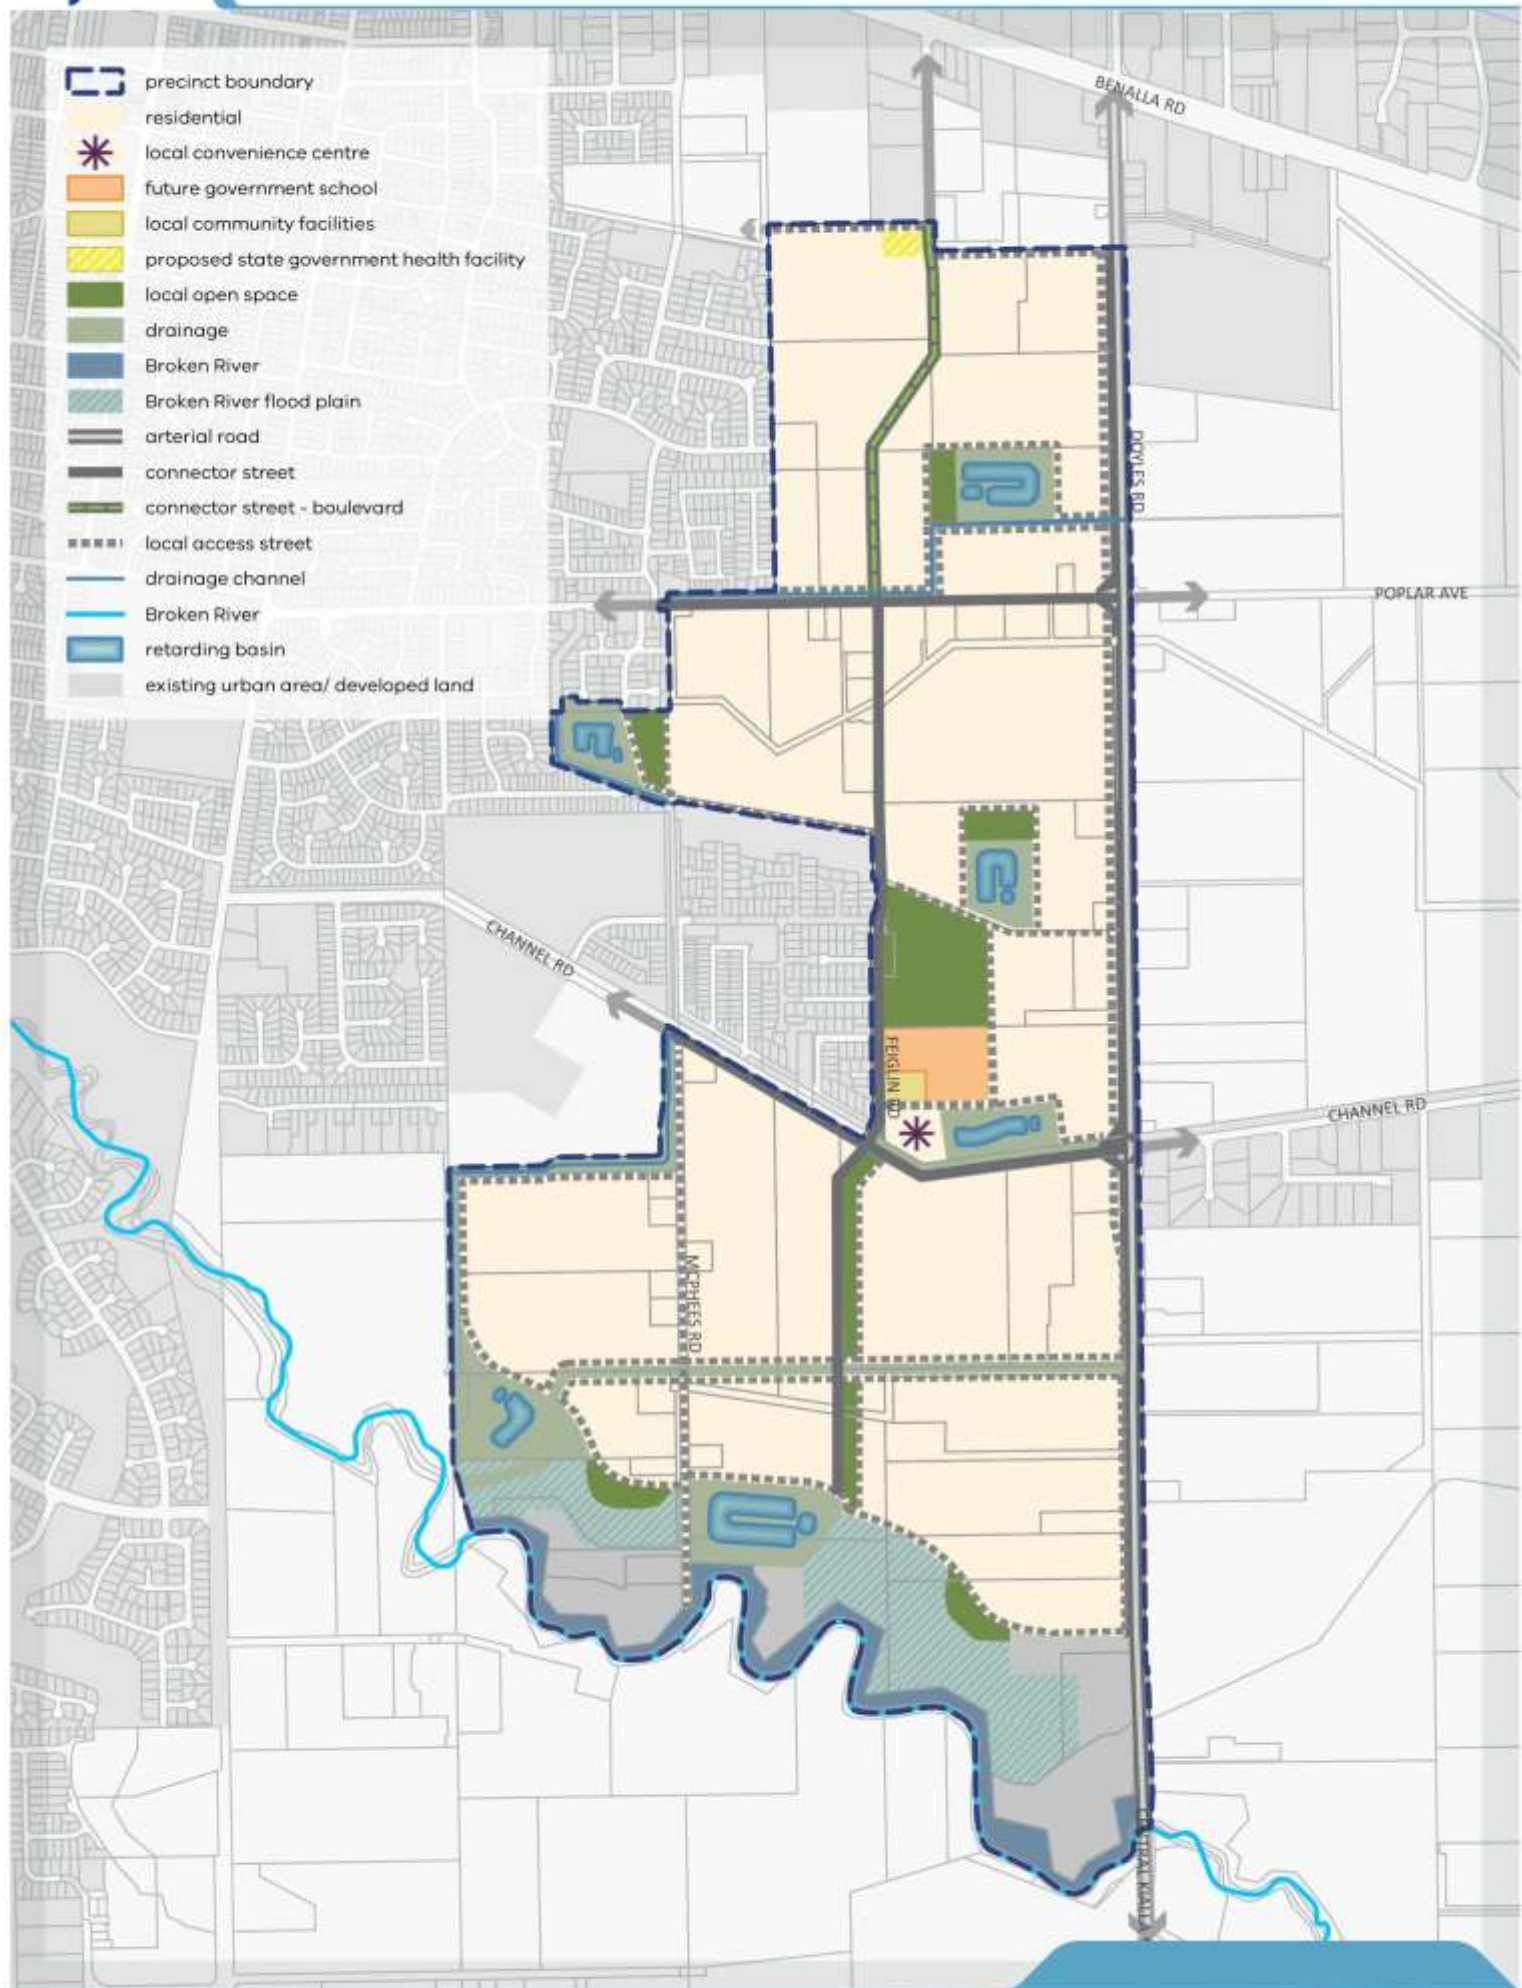 precinct boundary
residential
local convenience centre
future government school
local community facilities
proposed state government health facility
local open space
drainage
Broken River
Broken River flood plain
arterial road
connector street
connector street - boulevard
local access street
drainage channel
Broken River
retarding basin
existing urban area/ developed land
BENALLA RD
DOYLES RD
POPLAR AVE
CHANNEL RD
FEIGLIN RD
CHANNEL RD
MCPHEES RD
CENTRAL KIALLA